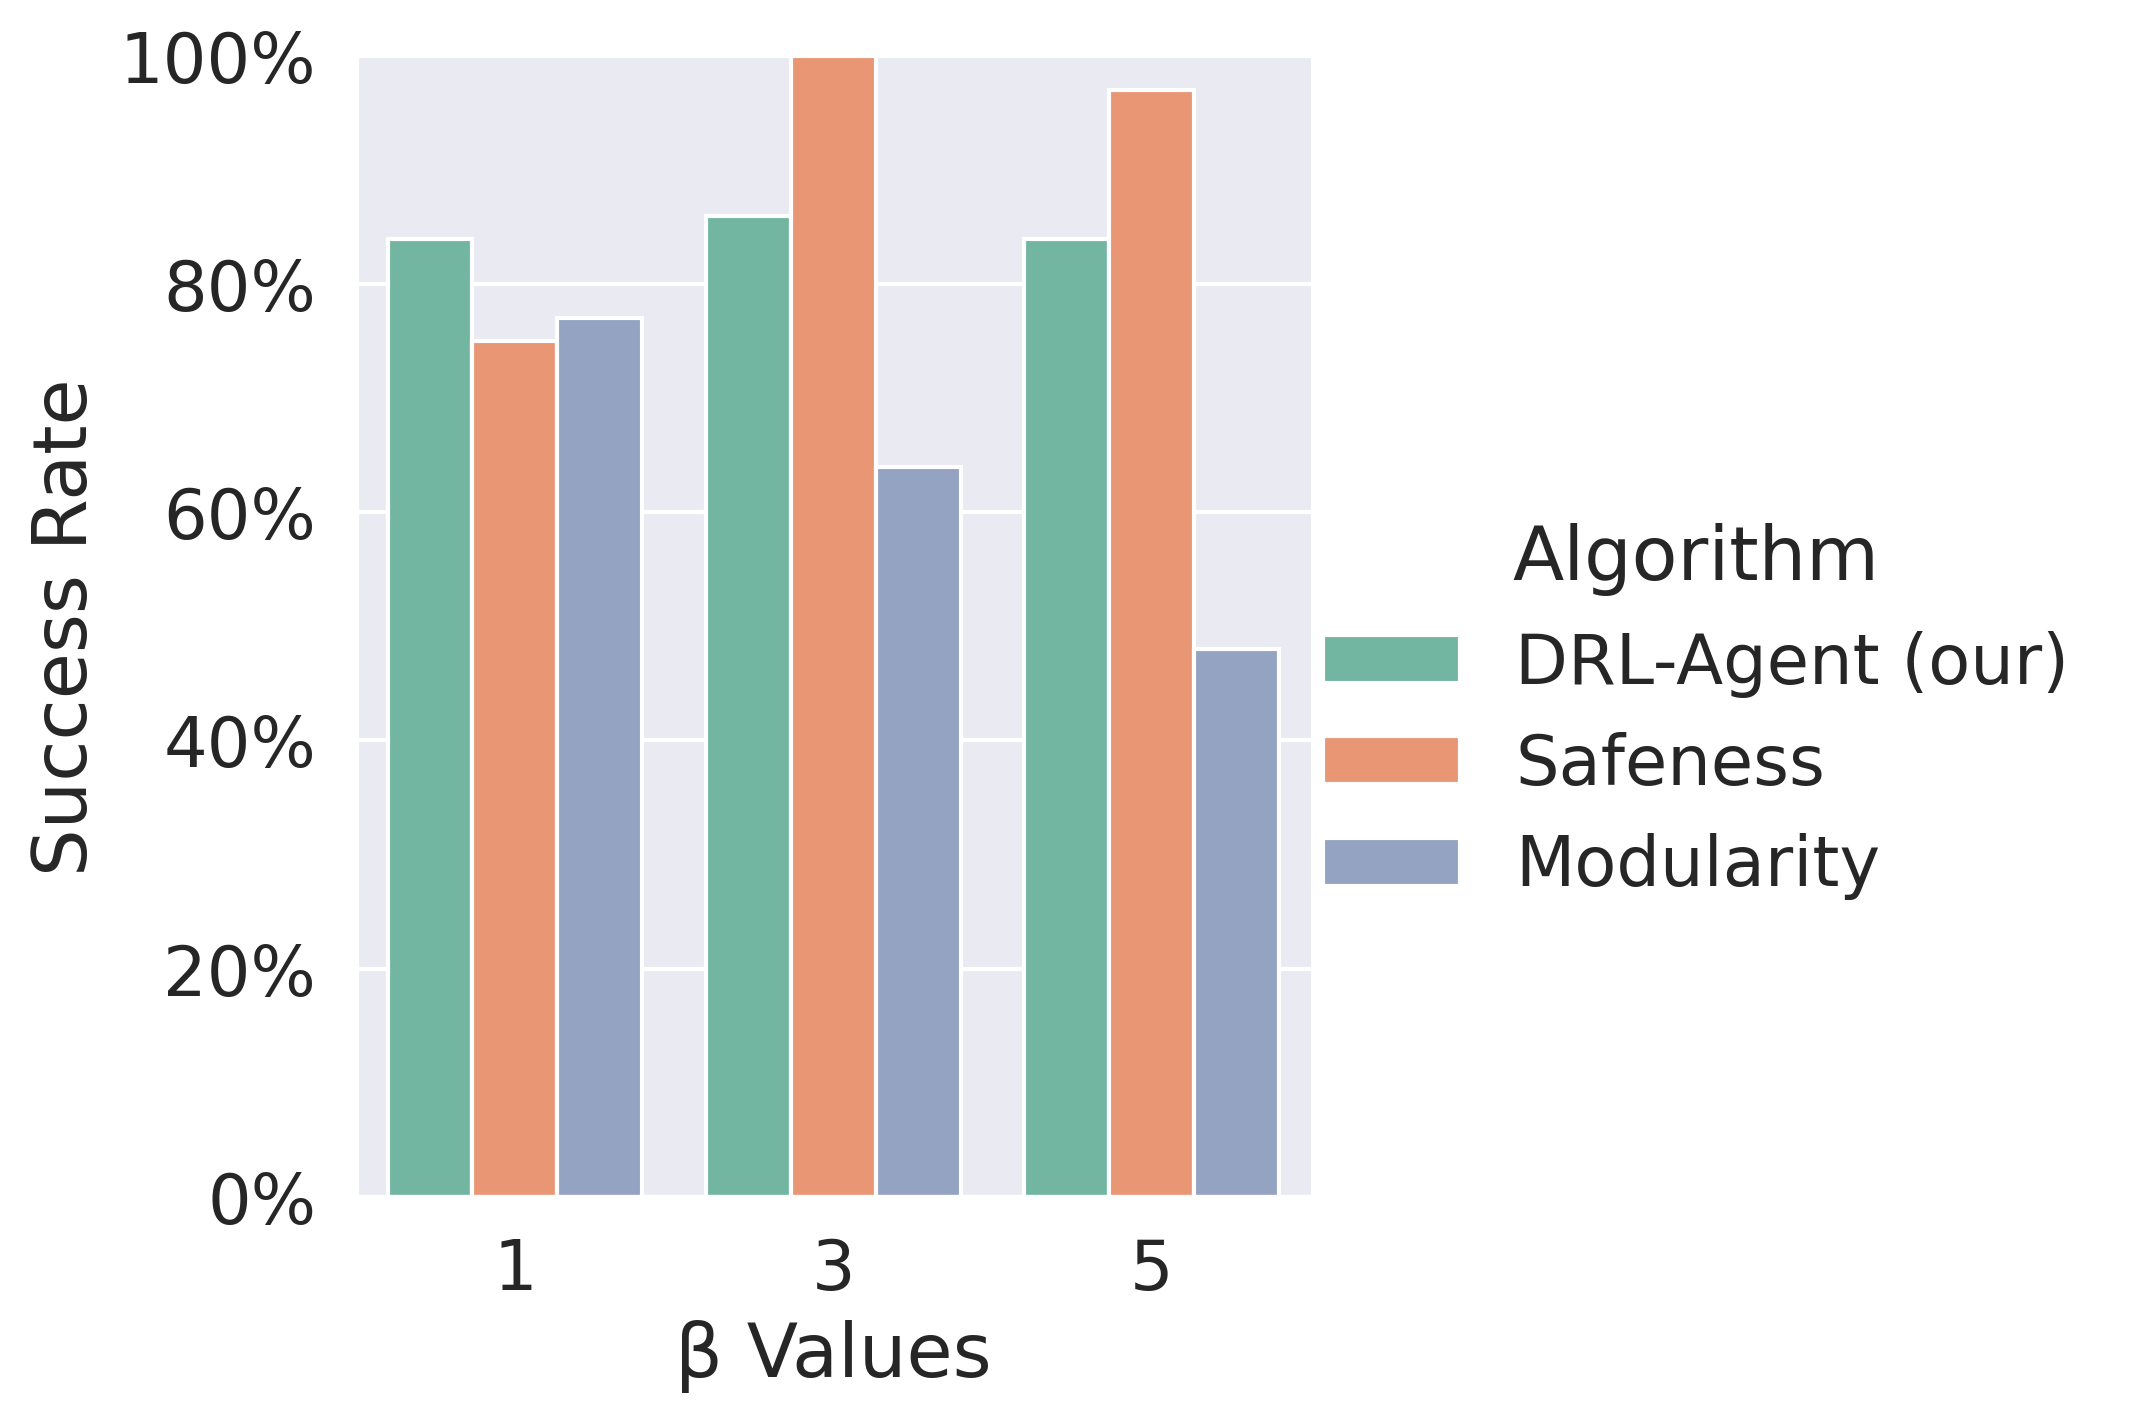 100%
80%
60%
40%
20%
0%
Success Rate
1 3 5
β Values
Algorithm
DRL-Agent (our)
Safeness
Modularity